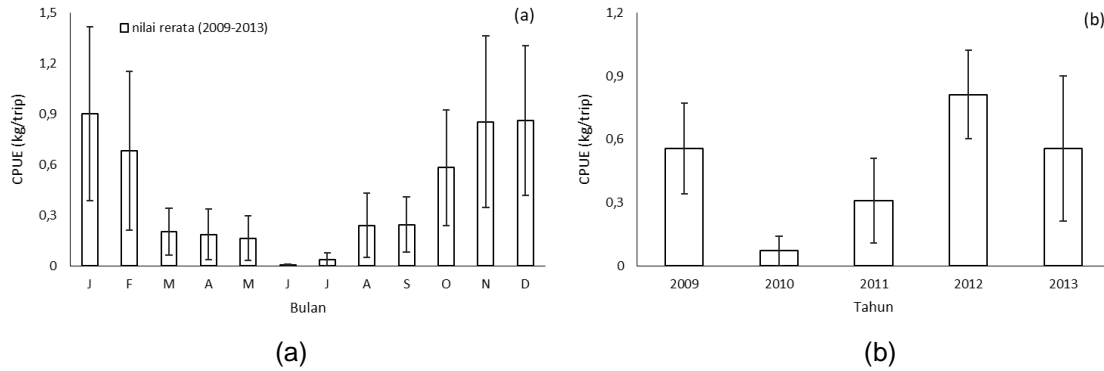 (a)
nilai rerata (2009-2013)
CPUE (kg/trip)
1,5
1,2
0,9
0,6
0,3
0
J F M A M J J A S O N D
Bulan
(a)
(b)
CPUE (kg/trip)
1,2
0,9
0,6
0,3
0
2009 2010 2011 2012 2013
Tahun
(b)